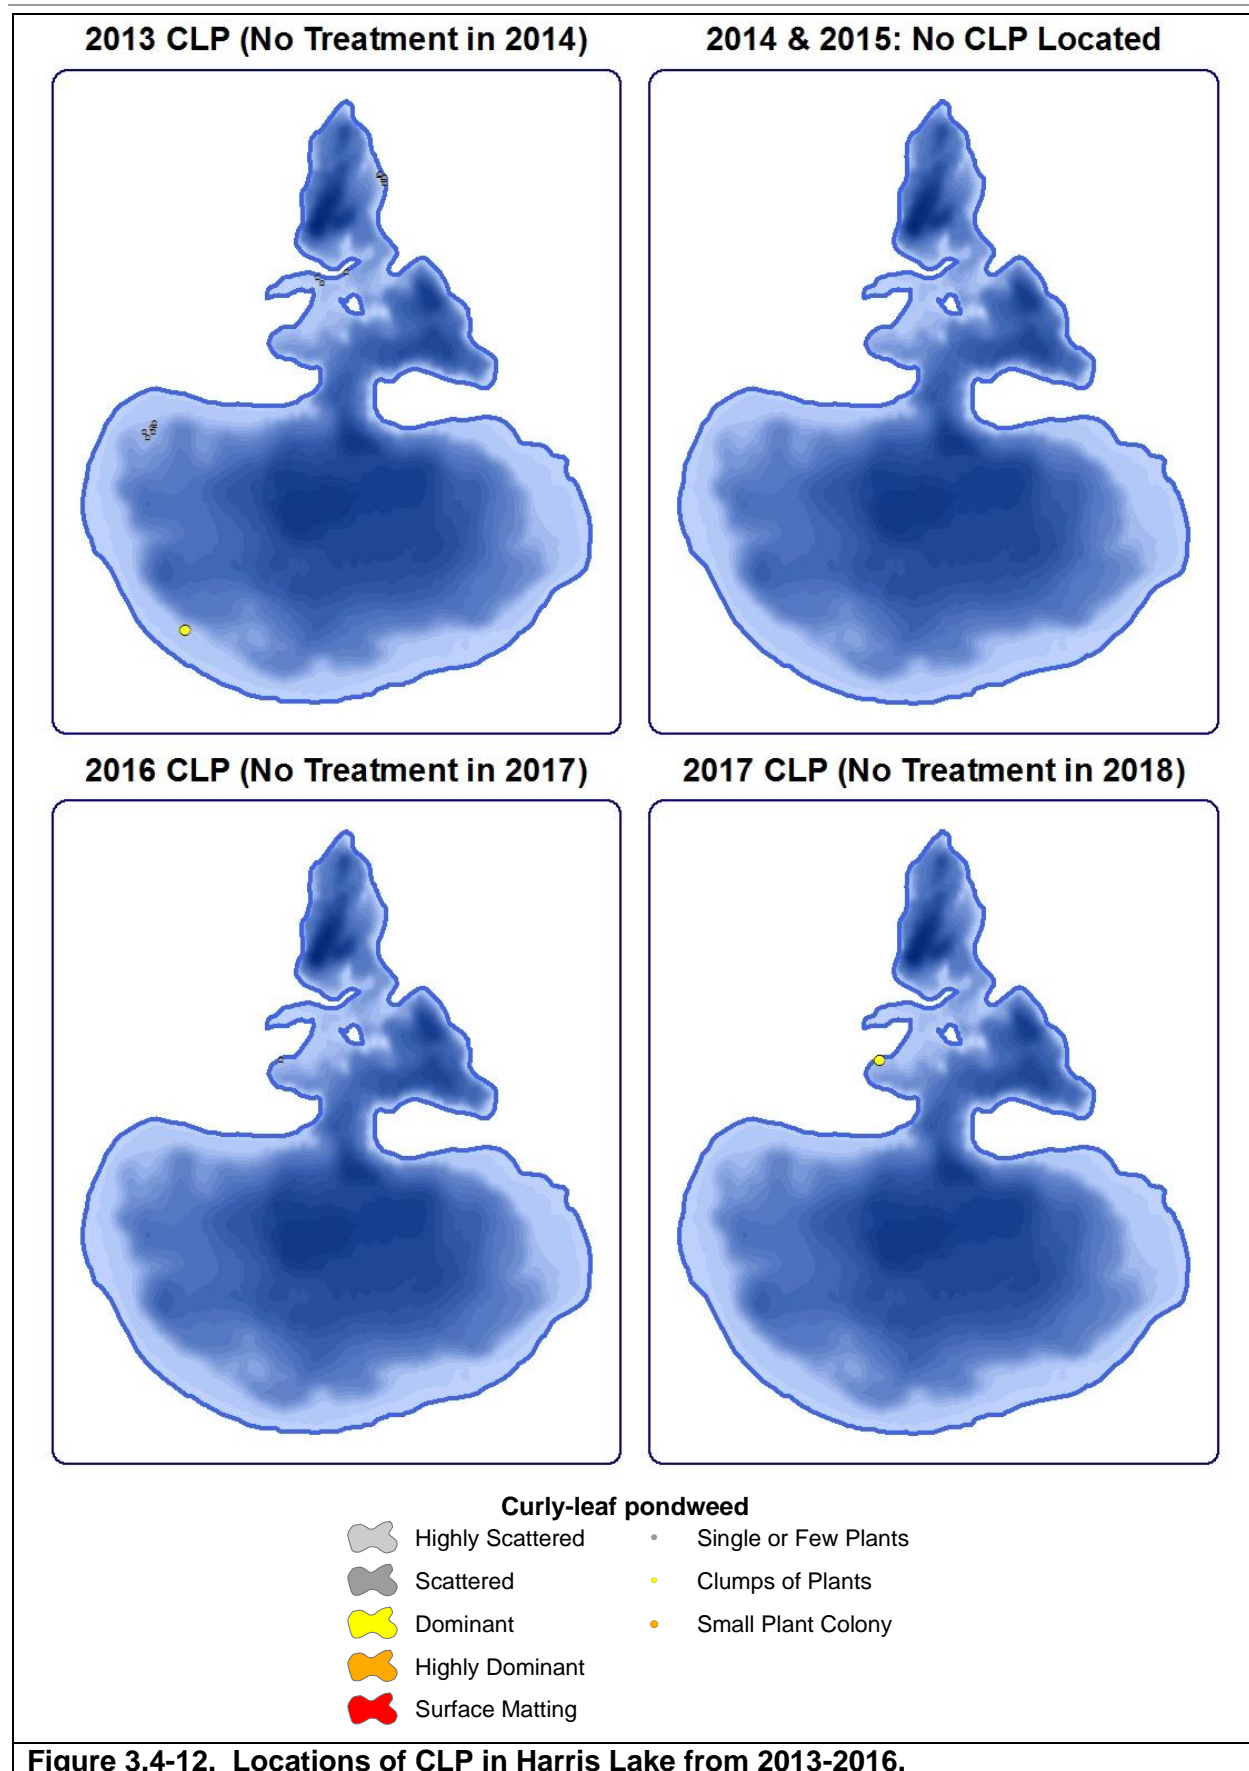 2013 CLP (No Treatment in 2014)
2014 & 2015: No CLP Located
2016 CLP (No Treatment in 2017)
2017 CLP (No Treatment in 2018)
Curly-leaf pondweed
Highly Scattered
Scattered
Dominant
Highly Dominant
Surface Matting
Single or Few Plants
Clumps of Plants
Small Plant Colony
Figure 3.4-12. Locations of CLP in Harris Lake from 2013-2016.